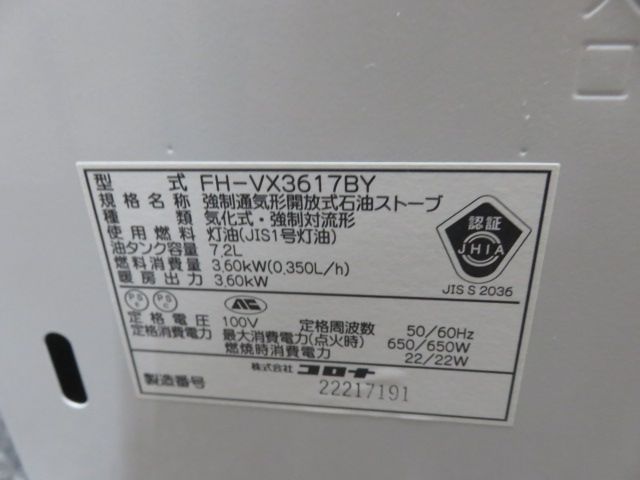 型式 FH-VX3617BY
規格名称 強制通気形開放式石油ストーブ
種類 気化式・強制対流形
使用燃料 灯油(JIS1号灯油)
油タンク容量 7.2L
燃料消費量 3.60kW(0.350L/h)
暖房出力 3.60kW
認証
JHIA
JIS S 2036
定格電圧 100V 定格周波数 50/60Hz
定格消費電力 最大消費電力(点火時) 650/650W
燃焼時消費電力 22/22W
株式会社 コロナ
製造番号 22217191